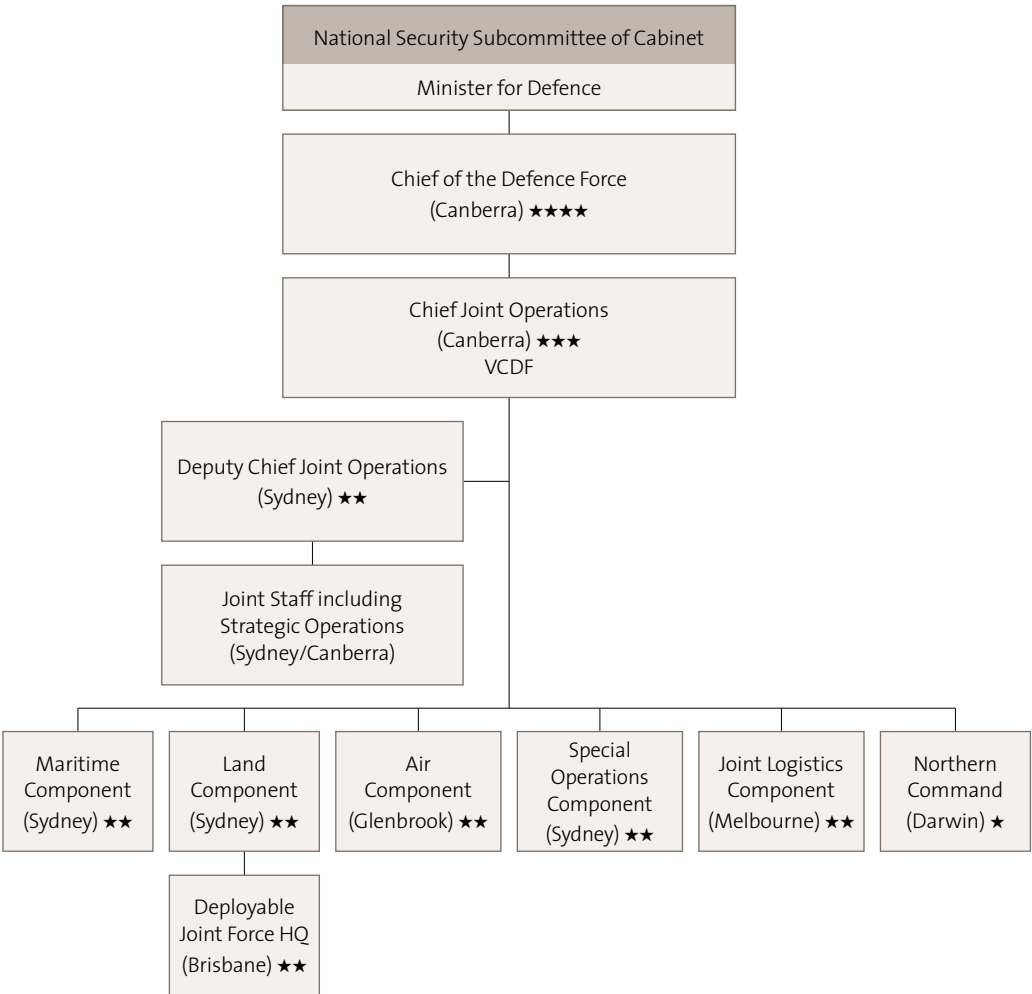 National Security Subcommittee of Cabinet
Minister for Defence
Chief of the Defence Force
(Canberra) ★★★★
Chief Joint Operations
(Canberra) ★★★
VCDF
Deputy Chief Joint Operations
(Sydney) ★★
Joint Staff including
Strategic Operations
(Sydney/Canberra)
Maritime
Component
(Sydney) ★★
Land
Component
(Sydney) ★★
Air
Component
(Glenbrook) ★★
Special
Operations
Component
(Sydney) ★★
Joint Logistics
Component
(Melbourne) ★★
Northern
Command
(Darwin) ★
Deployable
Joint Force HQ
(Brisbane) ★★